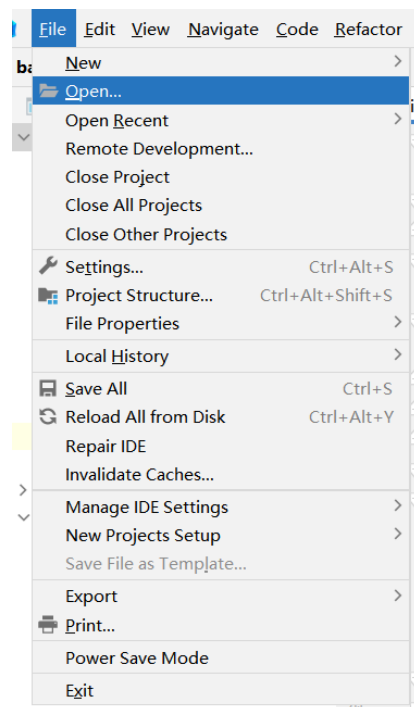 File Edit View Navigate Code Refactor
ba
New
Open...
Open Recent
Remote Development...
Close Project
Close All Projects
Close Other Projects
Settings... Ctrl+Alt+S
Project Structure... Ctrl+Alt+Shift+S
File Properties
Local History
Save All Ctrl+S
Reload All from Disk Ctrl+Alt+Y
Repair IDE
Invalidate Caches...
Manage IDE Settings
New Projects Setup
Save File as Template...
Export
Print...
Power Save Mode
Exit